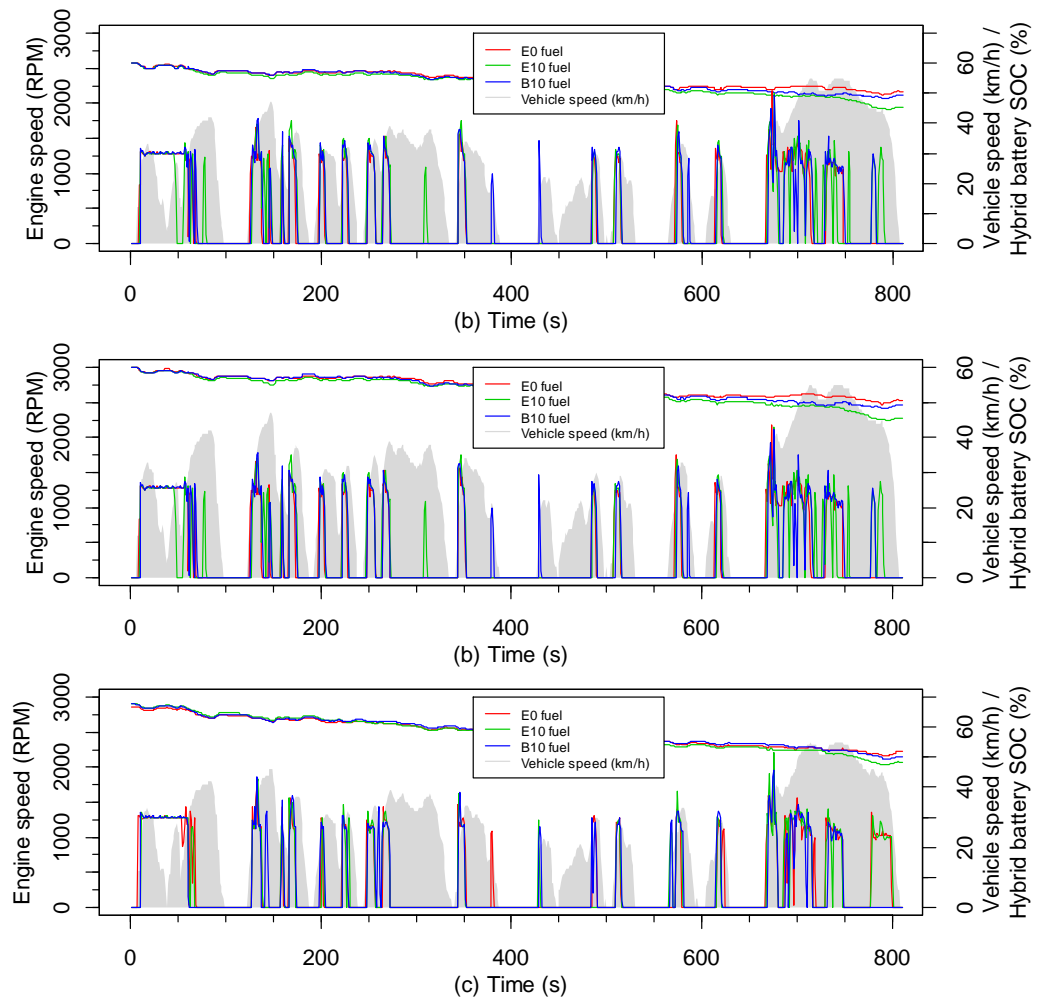 Engine speed (RPM)
3000
2000
1000
0
E0 fuel
E10 fuel
B10 fuel
Vehicle speed (km/h)
60
40
20
0
Vehicle speed (km/h) /
Hybrid battery SOC (%)
0 200 400 600 800
(b) Time (s)
Engine speed (RPM)
3000
2000
1000
0
E0 fuel
E10 fuel
B10 fuel
Vehicle speed (km/h)
60
40
20
0
Vehicle speed (km/h) /
Hybrid battery SOC (%)
0 200 400 600 800
(b) Time (s)
Engine speed (RPM)
3000
2000
1000
0
E0 fuel
E10 fuel
B10 fuel
Vehicle speed (km/h)
60
40
20
0
Vehicle speed (km/h) /
Hybrid battery SOC (%)
0 200 400 600 800
(c) Time (s)